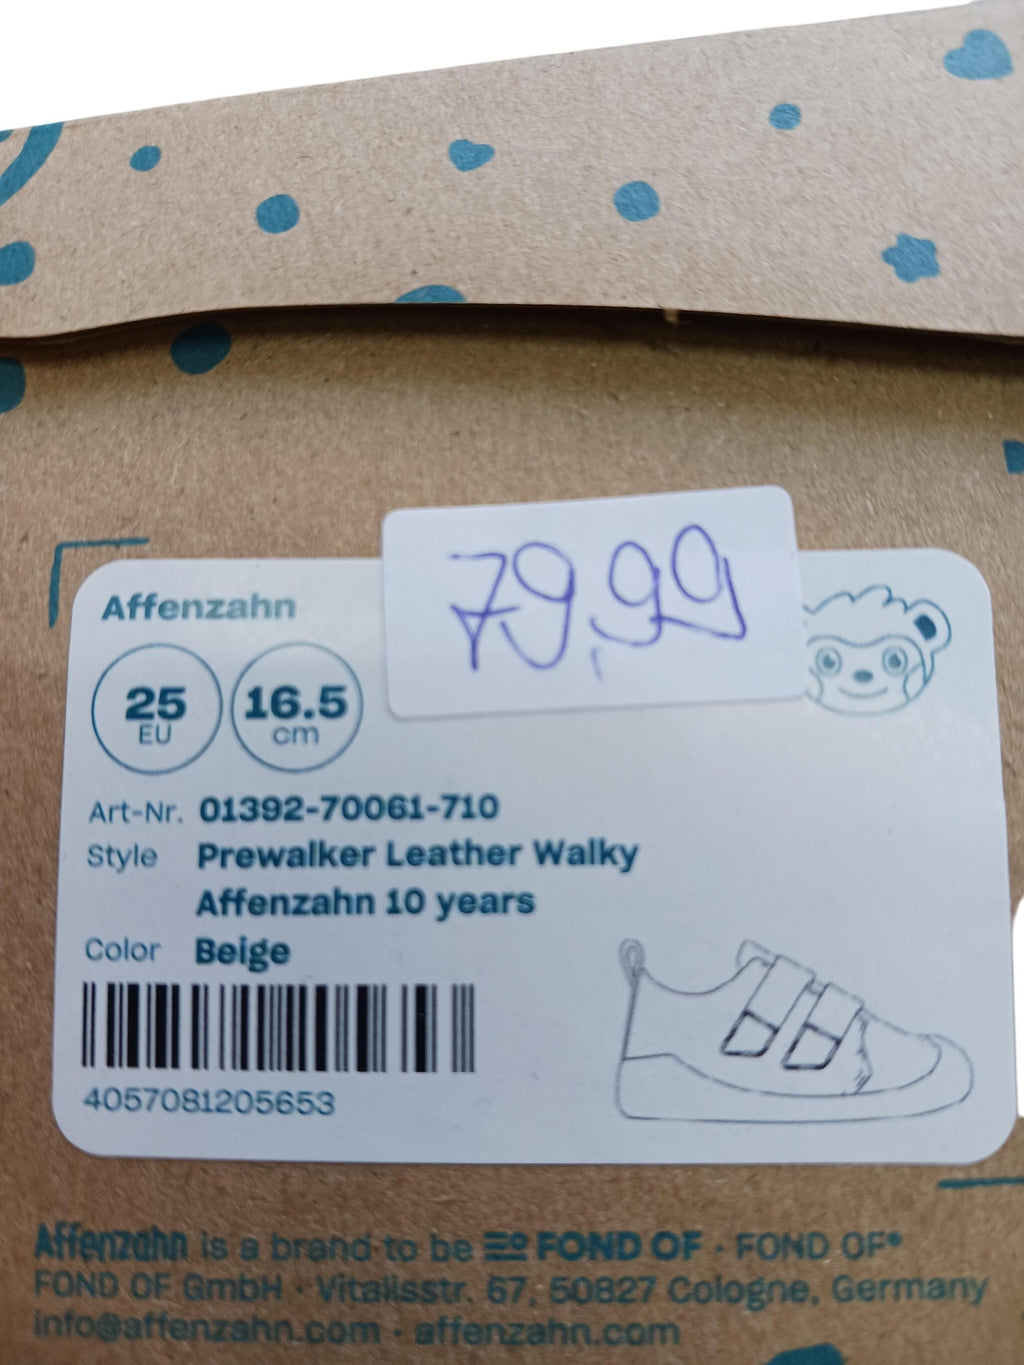 79,99
Affenzahn
25
EU
16.5
cm
Art-Nr. 01392-70061-710
Style Prewalker Leather Walky
Affenzahn 10 years
Color Beige
4057081205653
Affenzahn is a brand to be FOND OF · FOND OF®
FOND OF GmbH · Vitalisstr. 67, 50827 Cologne, Germany
info@affenzahn.com · affenzahn.com